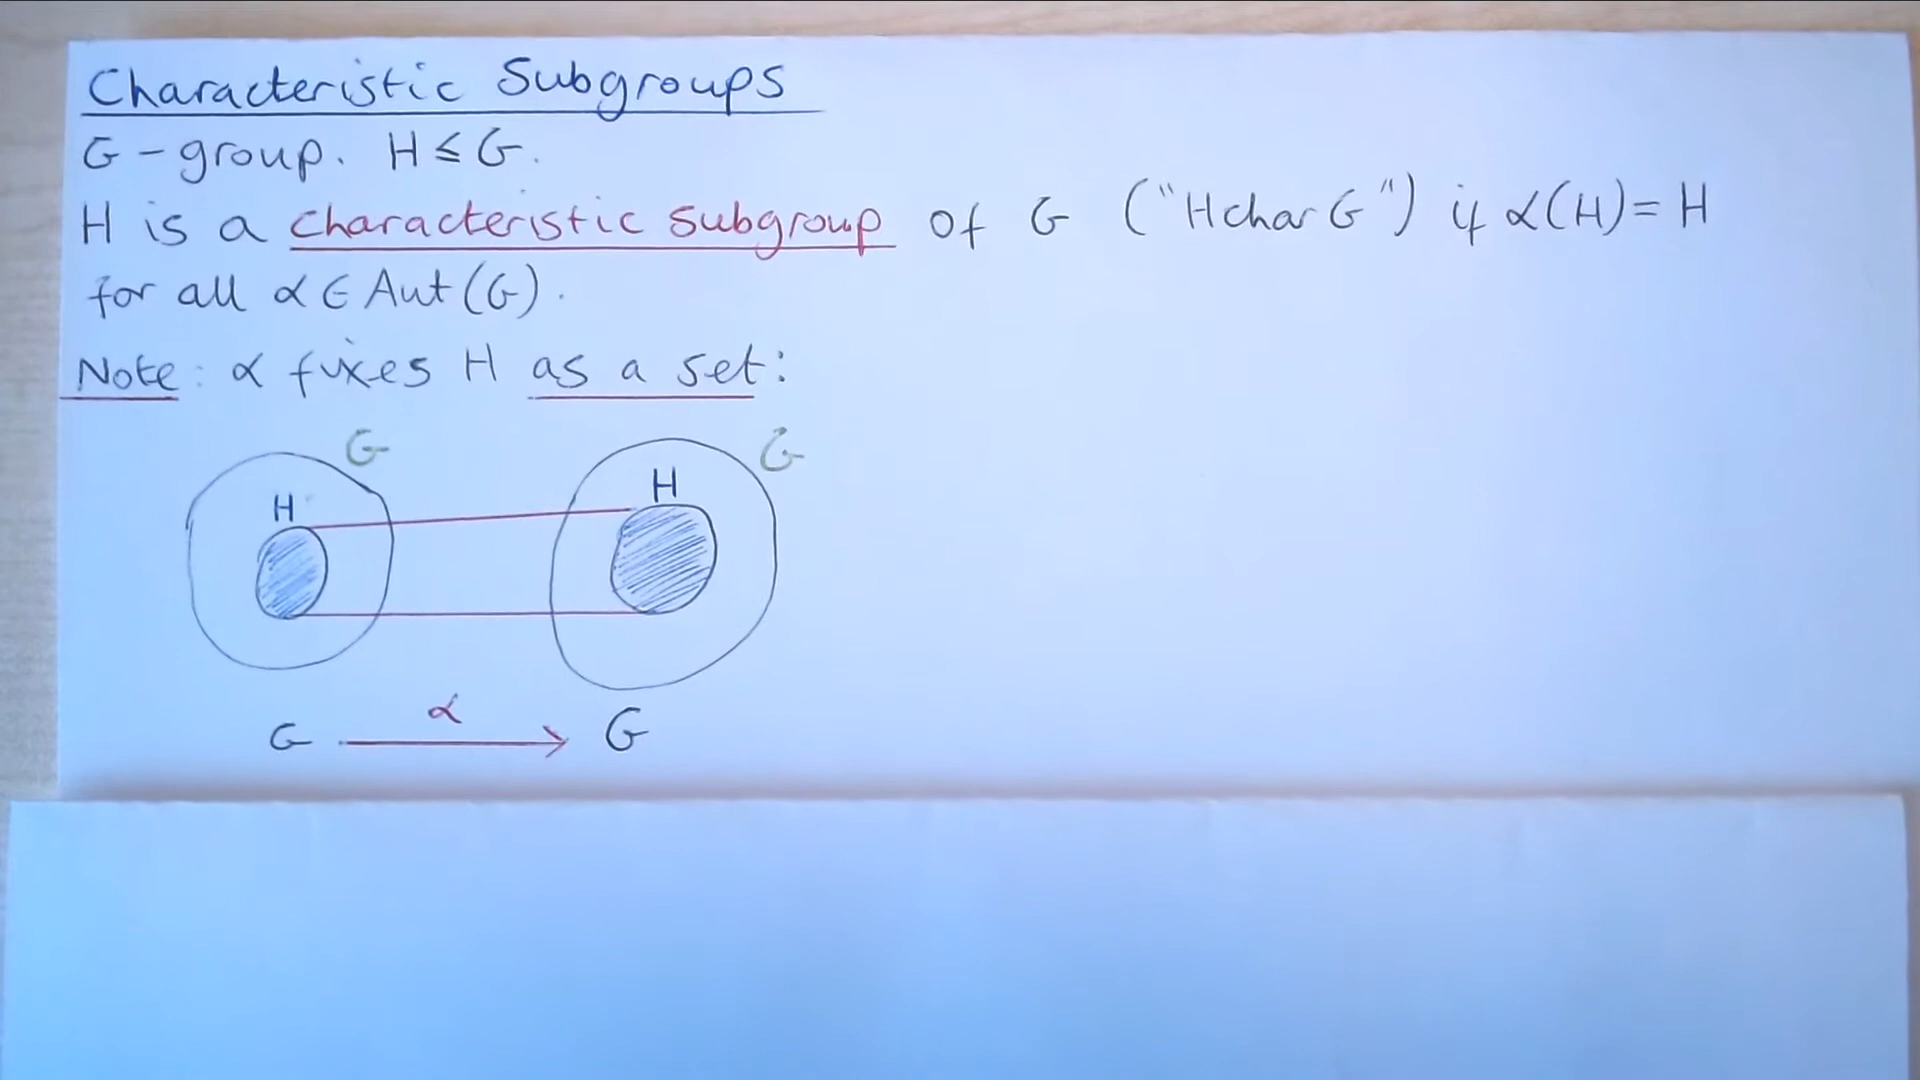 Characteristic Subgroups
G - group. H ≤ G.
H is a characteristic subgroup of G ("H char G") if α(H) = H
for all α ∈ Aut(G).
Note: α fixes H as a set:
G G
H H
α
G G